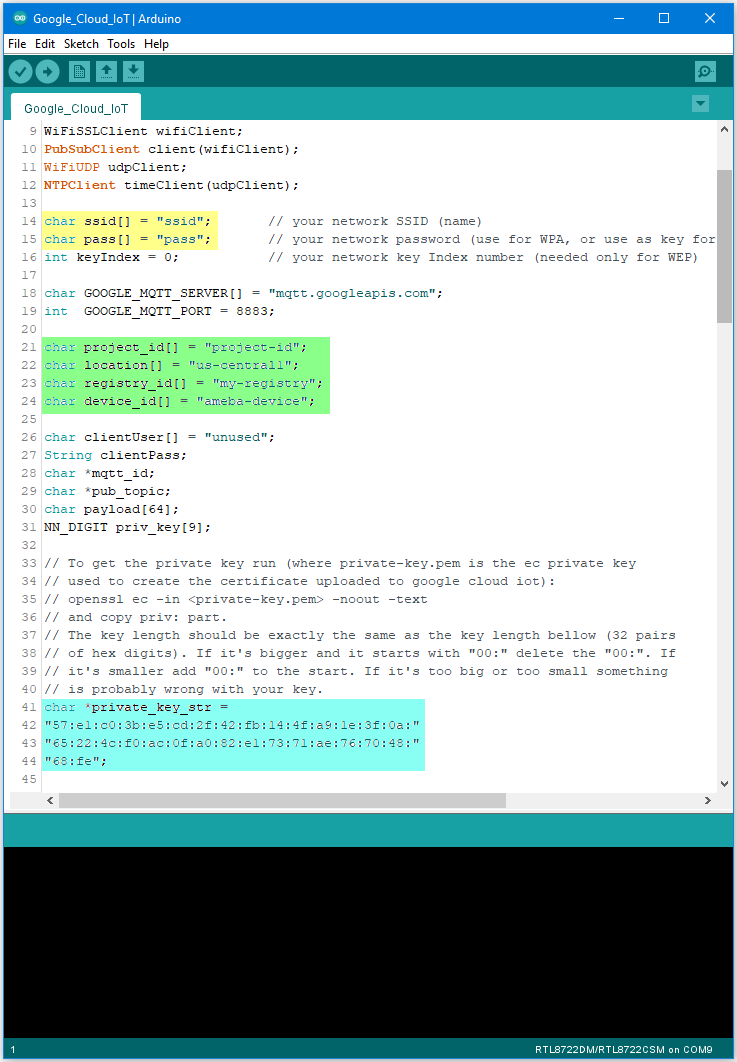 Google_Cloud_IoT | Arduino
File Edit Sketch Tools Help
Google_Cloud_IoT
9 WiFiSSLClient wifiClient;
10 PubSubClient client(wifiClient);
11 WiFiUDP udpClient;
12 NTPClient timeClient(udpClient);
13
14 char ssid[] = "ssid";       // your network SSID (name)
15 char pass[] = "pass";       // your network password (use for WPA, or use as key for
16 int keyIndex = 0;           // your network key Index number (needed only for WEP)
17
18 char GOOGLE_MQTT_SERVER[] = "mqtt.googleapis.com";
19 int  GOOGLE_MQTT_PORT = 8883;
20
21 char project_id[] = "project-id";
22 char location[] = "us-central1";
23 char registry_id[] = "my-registry";
24 char device_id[] = "ameba-device";
25
26 char clientUser[] = "unused";
27 String clientPass;
28 char *mqtt_id;
29 char *pub_topic;
30 char payload[64];
31 NN_DIGIT priv_key[9];
32
33 // To get the private key run (where private-key.pem is the ec private key
34 // used to create the certificate uploaded to google cloud iot):
35 // openssl ec -in <private-key.pem> -noout -text
36 // and copy priv: part.
37 // The key length should be exactly the same as the key length bellow (32 pairs
38 // of hex digits). If it's bigger and it starts with "00:" delete the "00:". If
39 // it's smaller add "00:" to the start. If it's too big or too small something
40 // is probably wrong with your key.
41 char *private_key_str =
42 "57:e1:c0:3b:e5:cd:2f:42:fb:14:4f:a9:1e:3f:0a:"
43 "65:22:4c:f0:ac:0f:a0:82:e1:73:71:ae:76:70:48:"
44 "68:fe";
45
1 RTL8722DM/RTL8722CSM on COM9